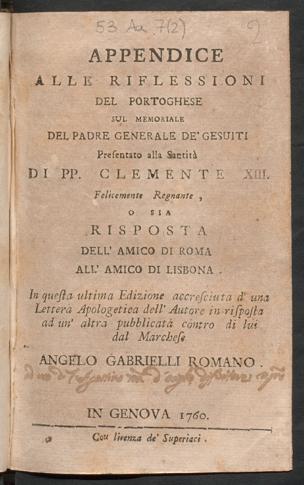 53 Aa 7(2)
2
APPENDICE
ALLE RIFLESSIONI
DEL PORTOGHESE
SUL MEMORIALE
DEL PADRE GENERALE DE' GESUITI
Presentato alla Santità
DI PP. CLEMENTE XIII.
Felicemente Regnante,
O SIA
RISPOSTA
DELL' AMICO DI ROMA
ALL' AMICO DI LISBONA.
In questa ultima Edizione accresciuta d' una
Lettera Apologetica dell' Autore in risposta
ad un' altra pubblicata contro di lui
dal Marchese
ANGELO GABRIELLI ROMANO.
IN GENOVA 1760.
Con licenza de' Superiori.